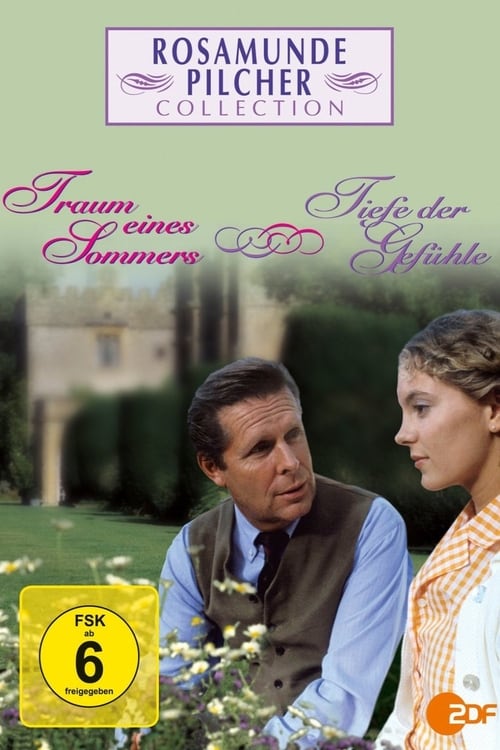 ROSAMUNDE
PILCHER
COLLECTION
Traum
eines
Sommers
Tiefe der
Gefühle
FSK
ab
6
freigegeben
ZDF